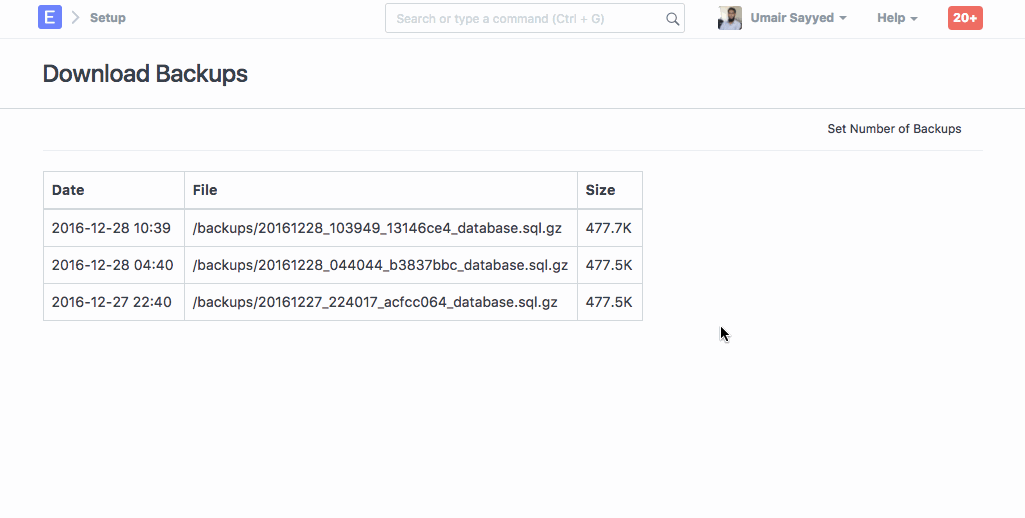 E Setup Search or type a command (Ctrl + G) Umair Sayyed Help 20+
Download Backups
Set Number of Backups
Date File Size
2016-12-28 10:39 /backups/20161228_103949_13146ce4_database.sql.gz 477.7K
2016-12-28 04:40 /backups/20161228_044044_b3837bbc_database.sql.gz 477.5K
2016-12-27 22:40 /backups/20161227_224017_acfcc064_database.sql.gz 477.5K